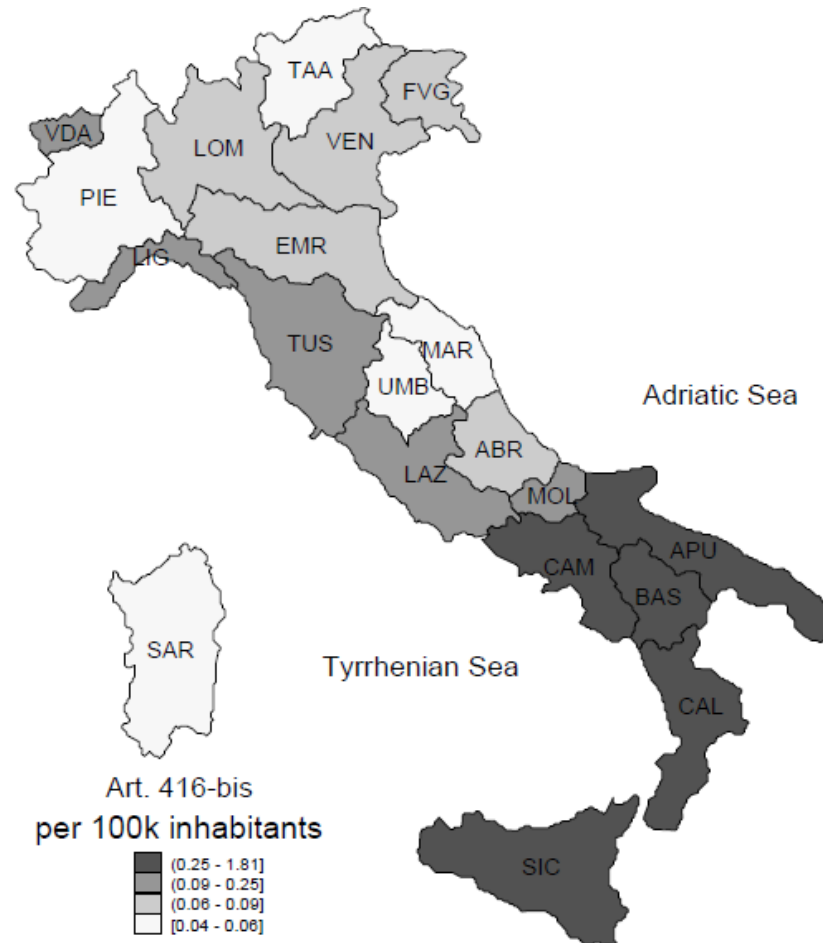 TAA
FVG
VDA
VEN
LOM
PIE
EMR
LIG
TUS
MAR
UMB
Adriatic Sea
ABR
LAZ
MOL
APU
CAM
BAS
SAR
Tyrrhenian Sea
CAL
Art. 416-bis
per 100k inhabitants
SIC
(0.25 - 1.81]
(0.09 - 0.25]
(0.06 - 0.09]
[0.04 - 0.06]